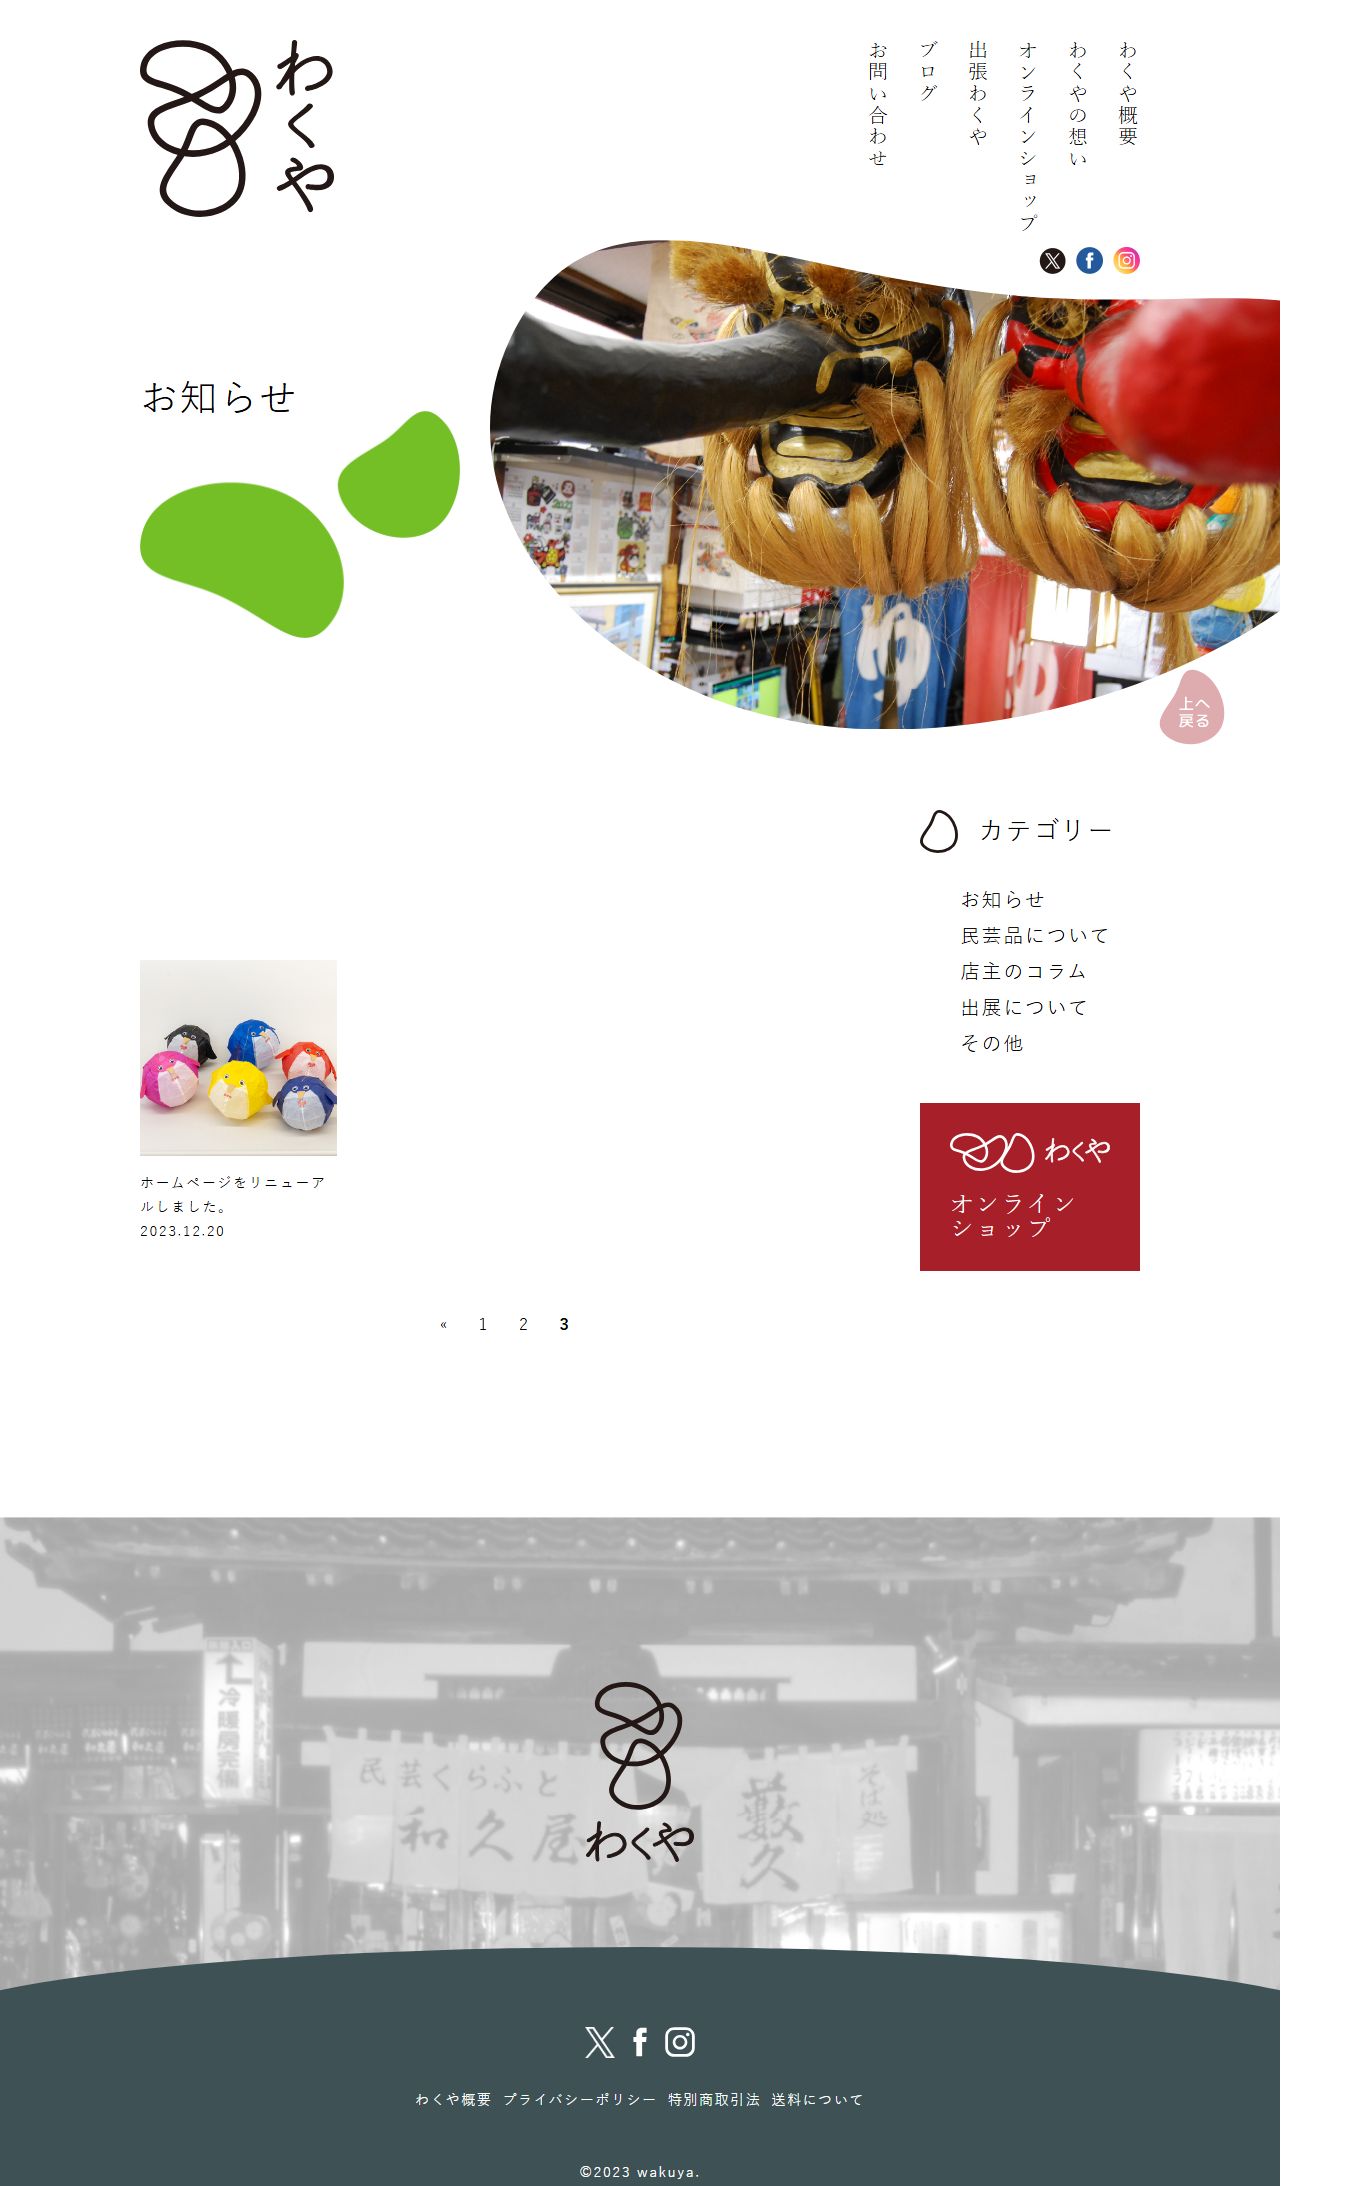 わくや
わくや概要
わくやの想い
オンラインショップ
出張わくや
ブログ
お問い合わせ
お知らせ
2021
ゆ
ゆ
上へ
戻る
カテゴリー
お知らせ
民芸品について
店主のコラム
出展について
その他
わくや
オンライン
ショップ
ホームページをリニューア
ルしました。
2023.12.20
« 1 2 3
冷暖房完備
民芸くらふと
和久屋
そば処
藪久
わくや
わくや概要 プライバシーポリシー 特別商取引法 送料について
©2023 wakuya.